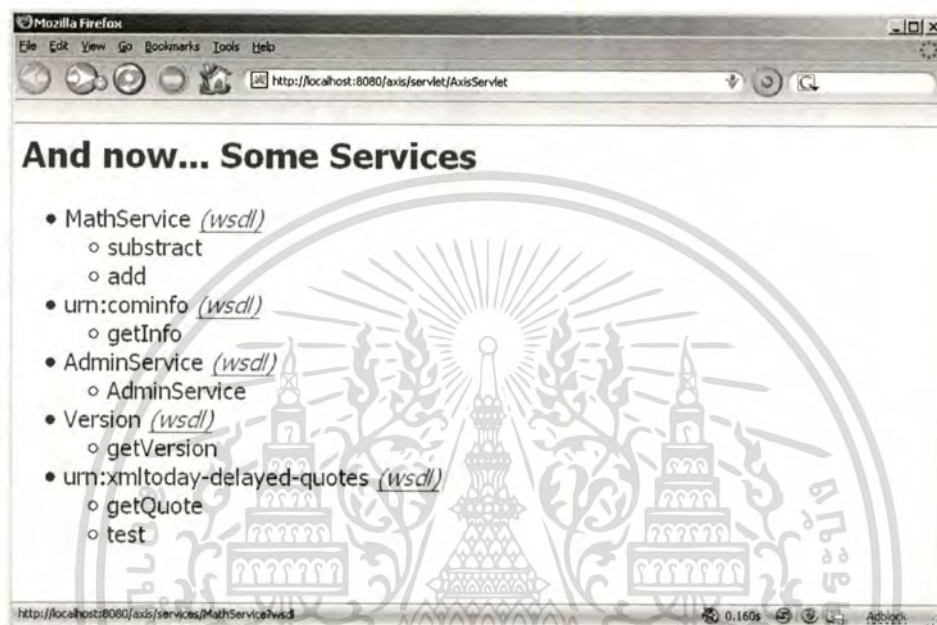 Mozilla Firefox
File Edit View Go Bookmarks Tools Help
http://localhost:8080/axis/servlet/AxisServlet
And now... Some Services
• MathService (wsdl)
◦ substract
◦ add
• urn:cominfo (wsdl)
◦ getInfo
• AdminService (wsdl)
◦ AdminService
• Version (wsdl)
◦ getVersion
• urn:xmltoday-delayed-quotes (wsdl)
◦ getQuote
◦ test
http://localhost:8080/axis/services/MathService?wsdl
0.160s
Adblock